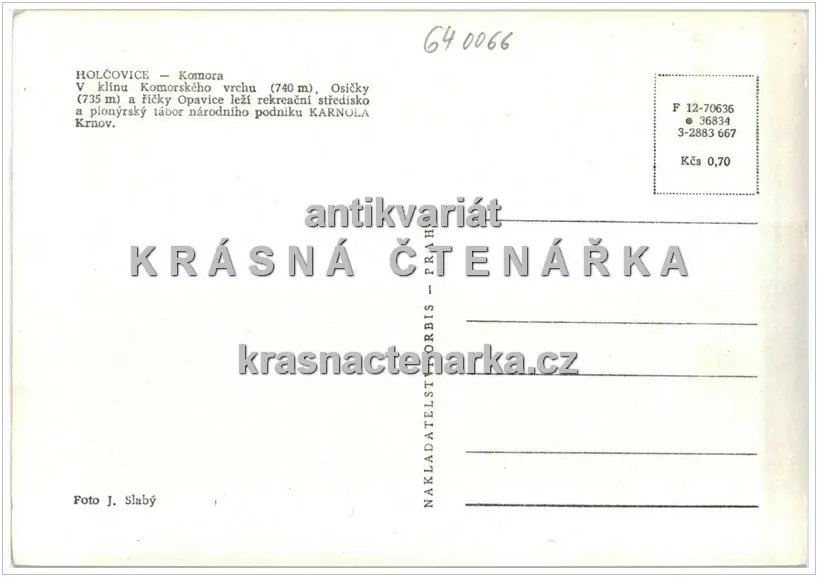 640066
HOLČOVICE — Komora
V klínu Komorského vrchu (740 m), Osičky
(735 m) a říčky Opavice leží rekreační středisko
a pionýrský tábor národního podniku KARNOLA
Krnov.
F 12-70636
36834
3-2883 667
Kčs 0,70
antikvariát
KRÁSNÁ ČTENÁŘKA
krasnactenarka.cz
NAKLADATELSTVÍ ORBIS — PRAHA
Foto J. Slabý